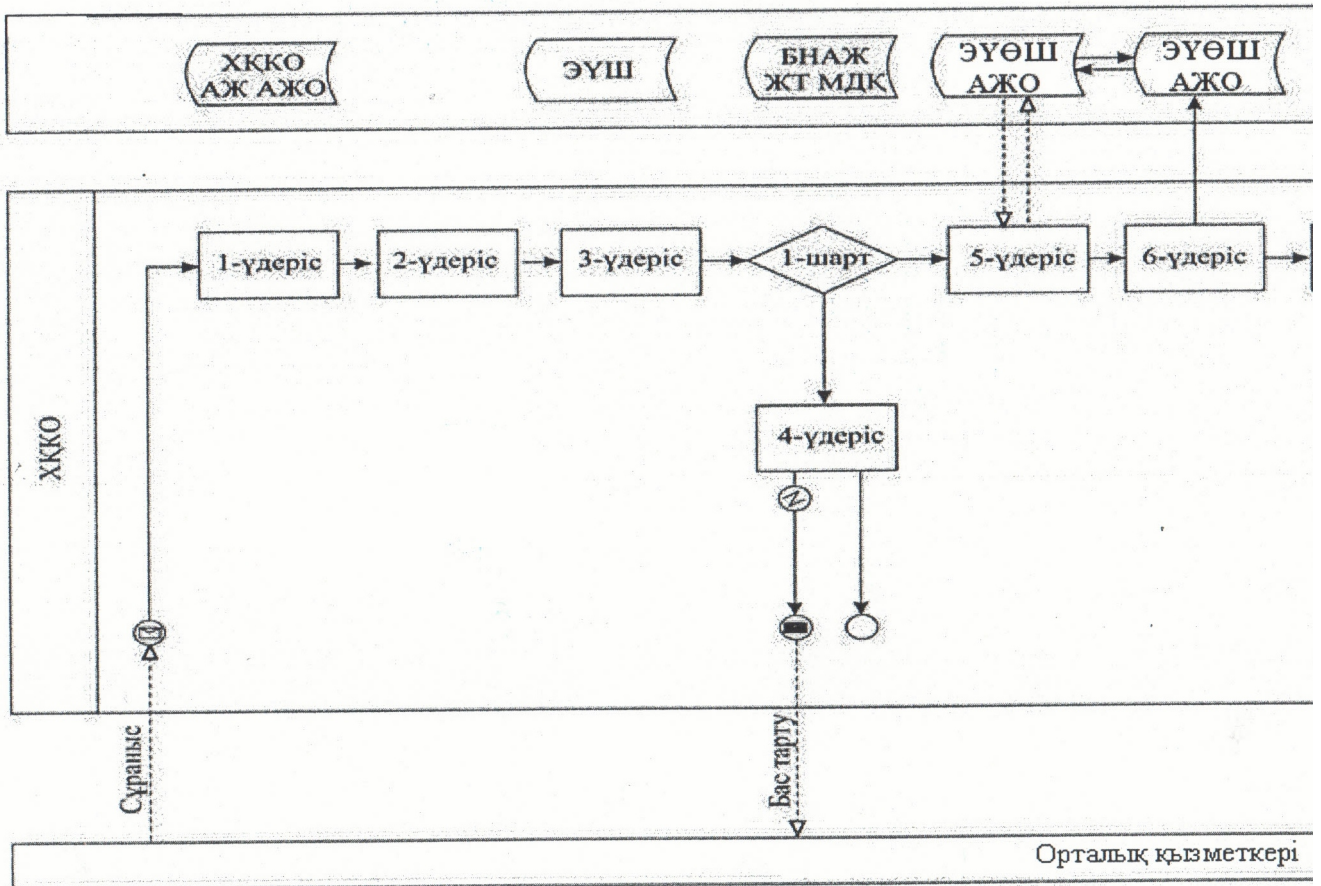 ХҚКО
АЖ АЖО
ЭҮШ
БНАЖ
ЖТ МДҚ
ЭҮӨШ
АЖО
ЭҮӨШ
АЖО
ХҚКО
1-үдеріс
2-үдеріс
3-үдеріс
1-шарт
5-үдеріс
6-үдеріс
4-үдеріс
Сұраныс
Бас тарту
Орталық қызметкері